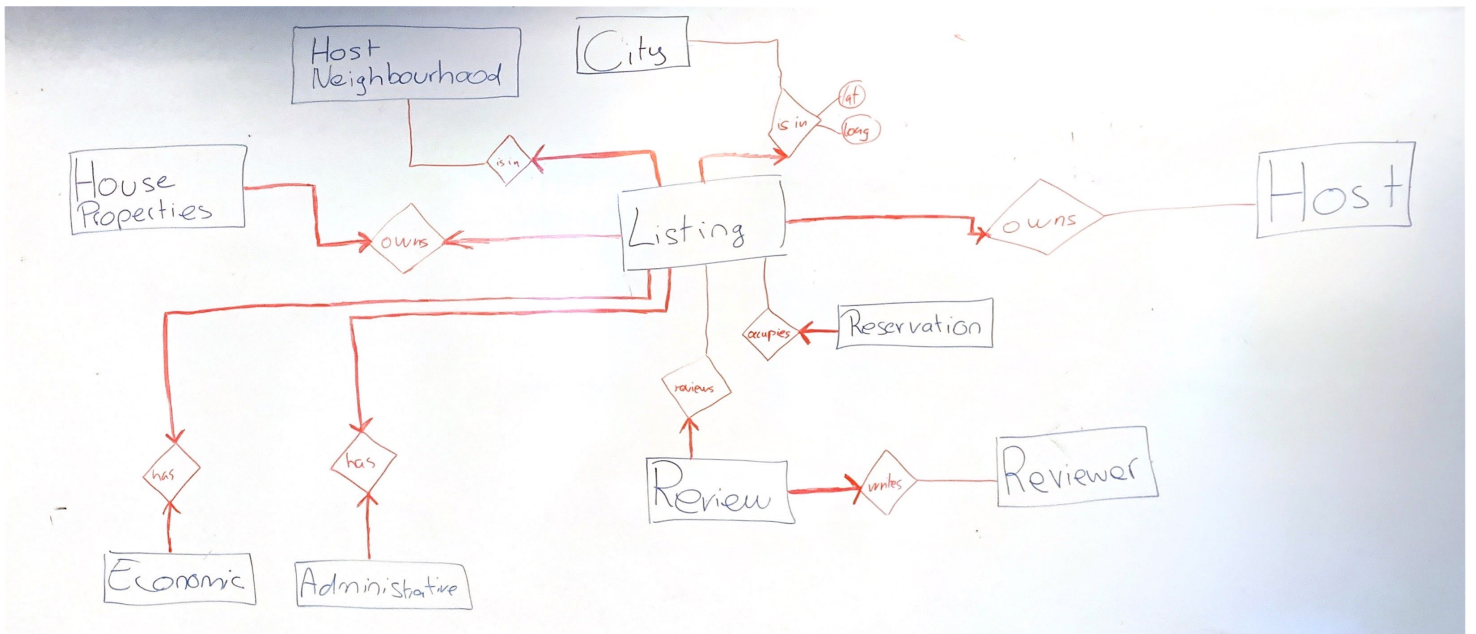 Host
Neighbourhood
City
lat
is in
long
is in
House
Properties
owns
Listing
owns
Host
occupies
Reservation
reviews
has
has
Review
writes
Reviewer
Economic
Administrative